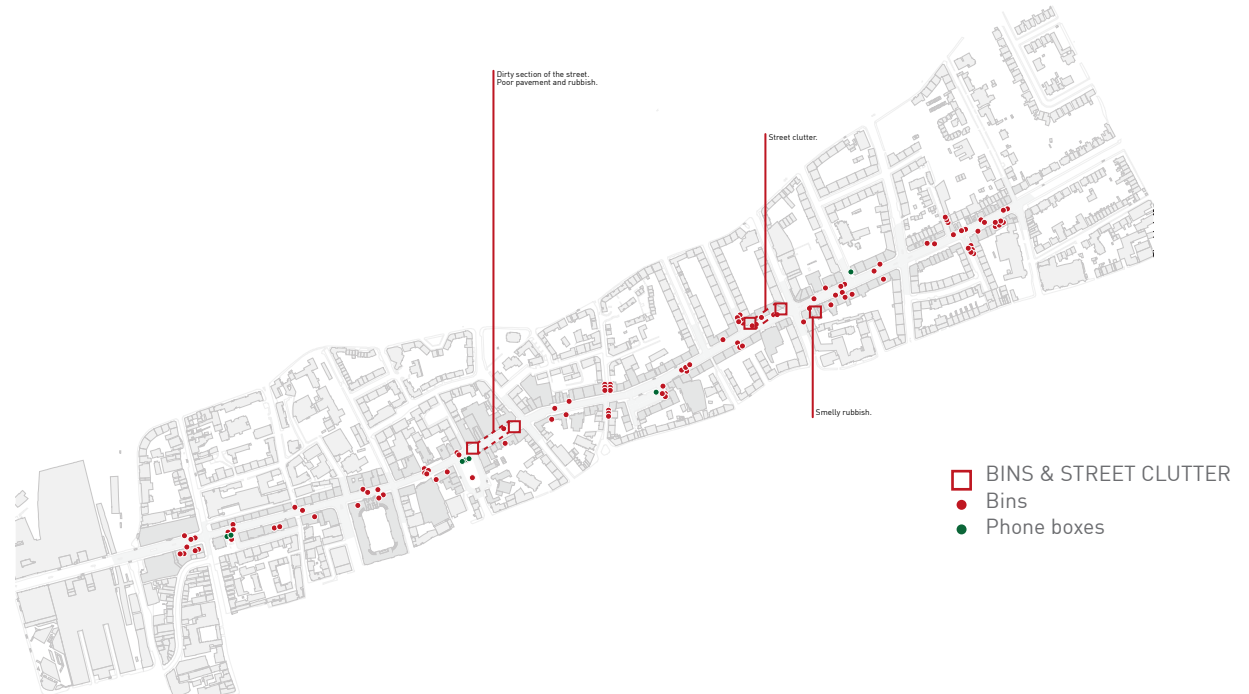 Dirty section of the street.
Poor pavement and rubbish.
Street clutter.
Smelly rubbish.
BINS & STREET CLUTTER
Bins
Phone boxes